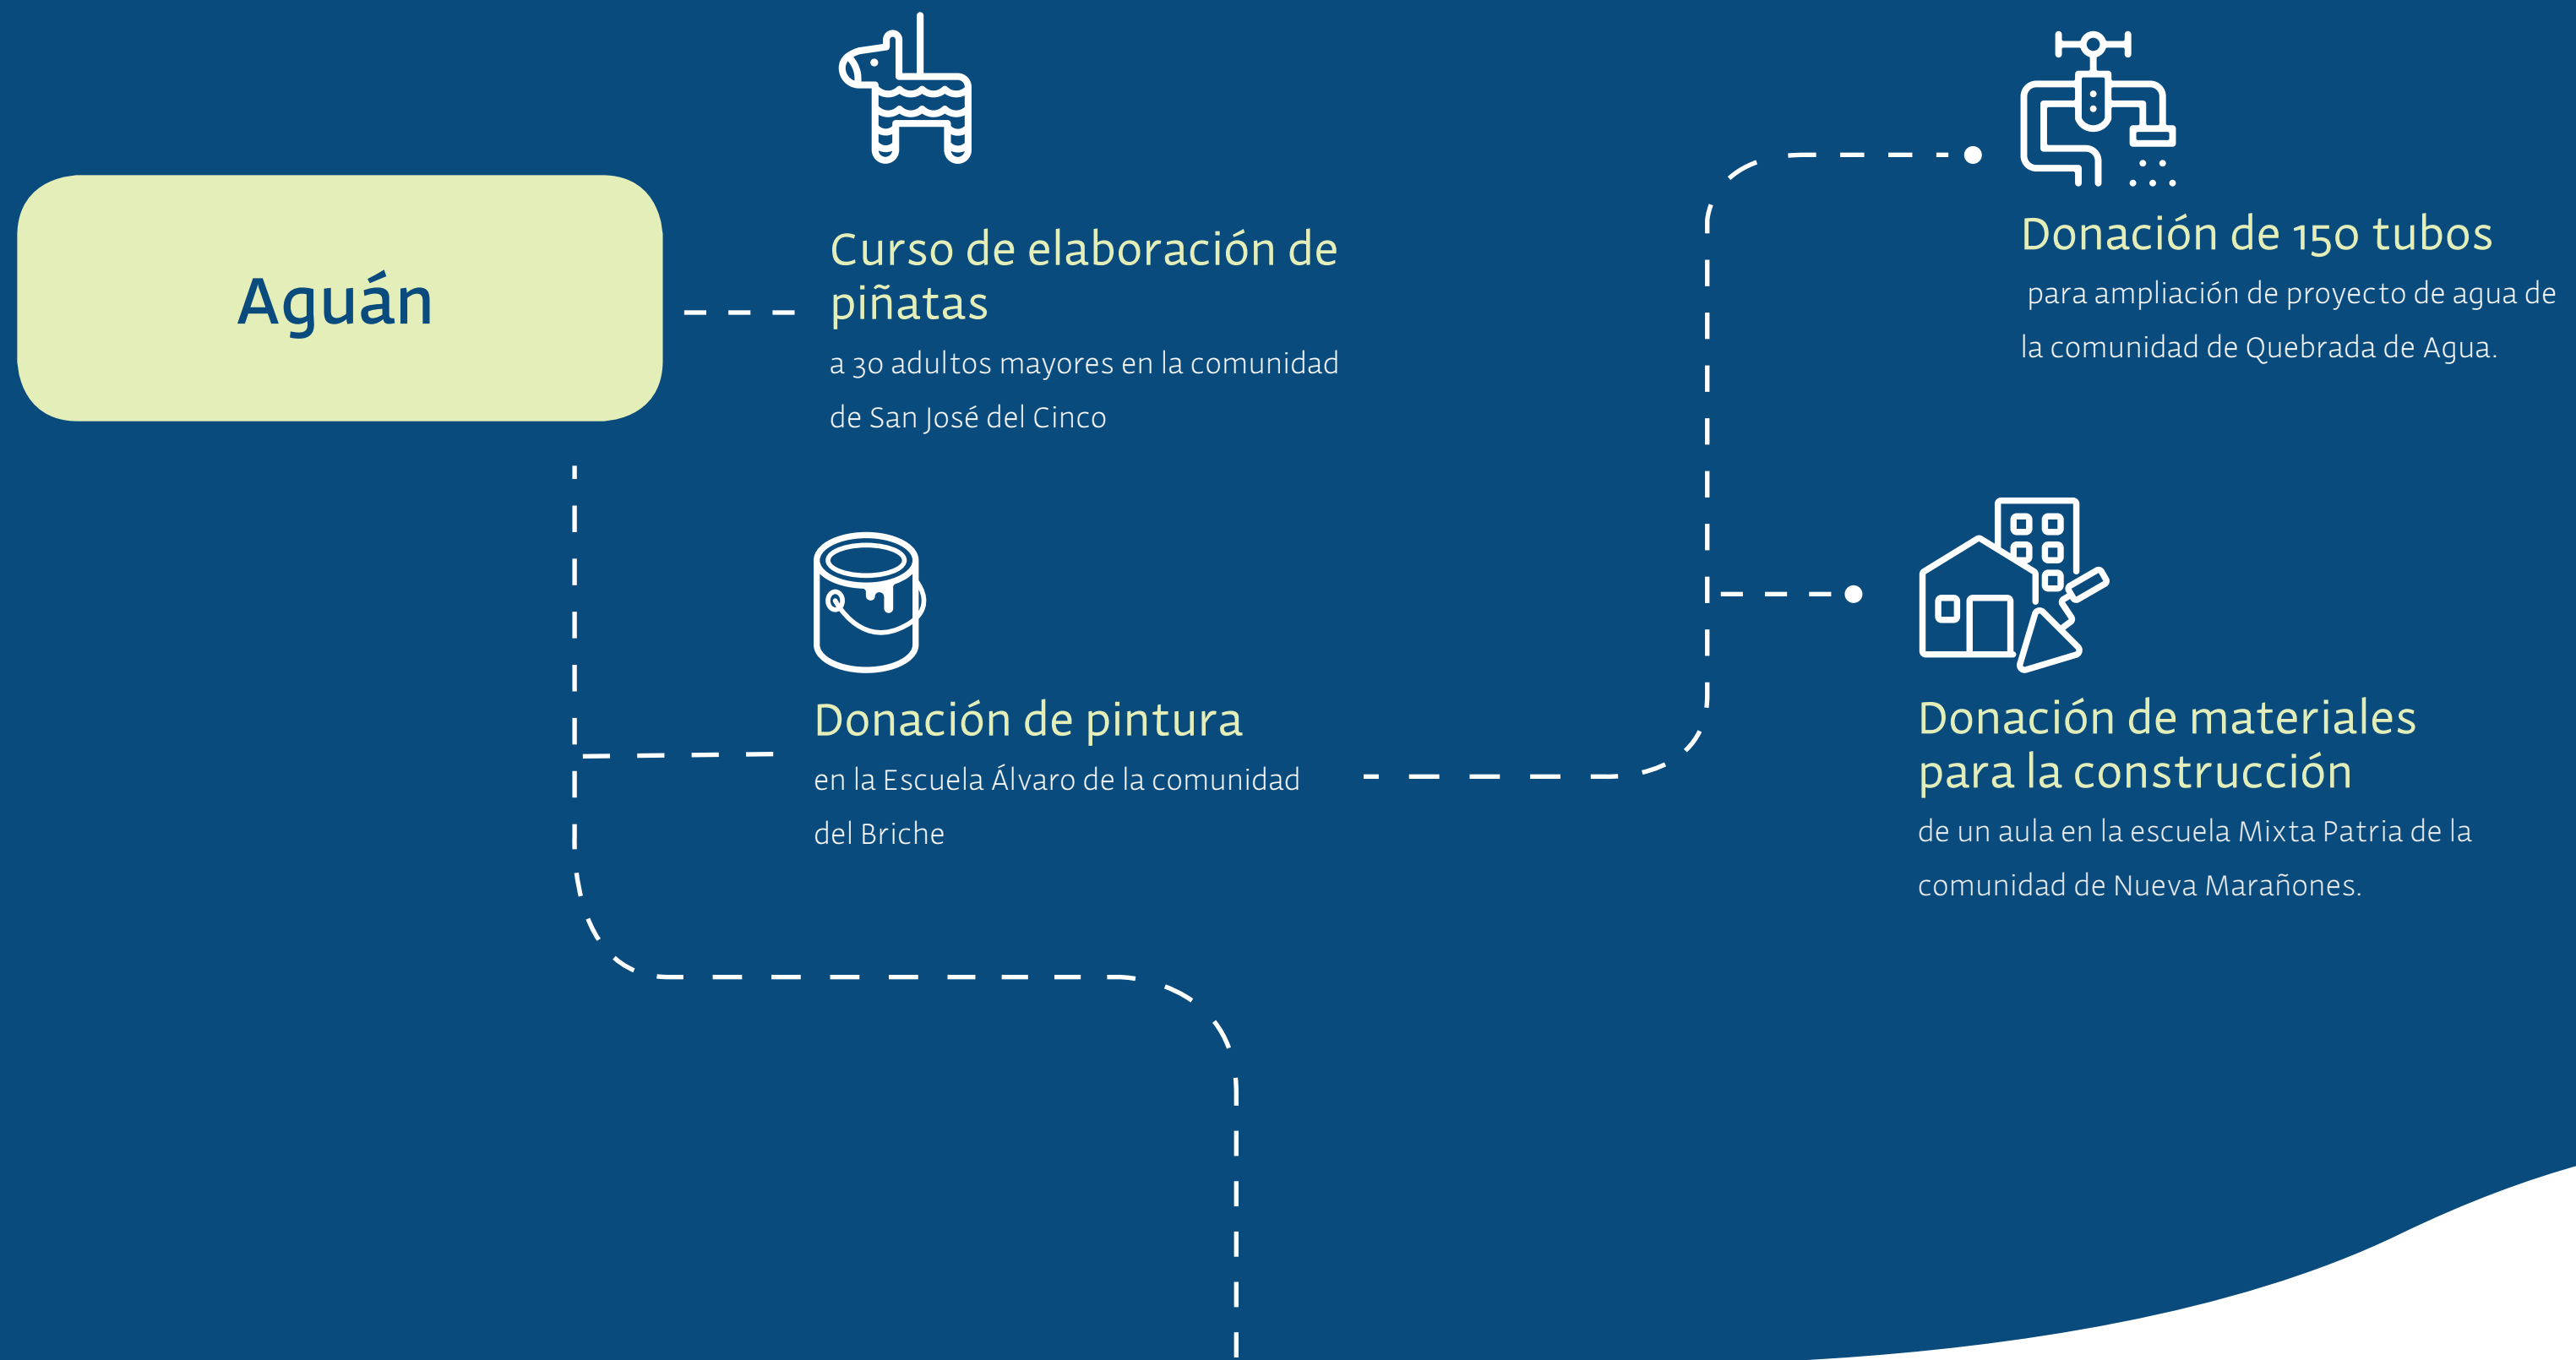 Aguán
Curso de elaboración de
piñatas
a 30 adultos mayores en la comunidad
de San José del Cinco
Donación de pintura
en la Escuela Álvaro de la comunidad
del Briche
Donación de 150 tubos
para ampliación de proyecto de agua de
la comunidad de Quebrada de Agua.
Donación de materiales
para la construcción
de un aula en la escuela Mixta Patria de la
comunidad de Nueva Marañones.